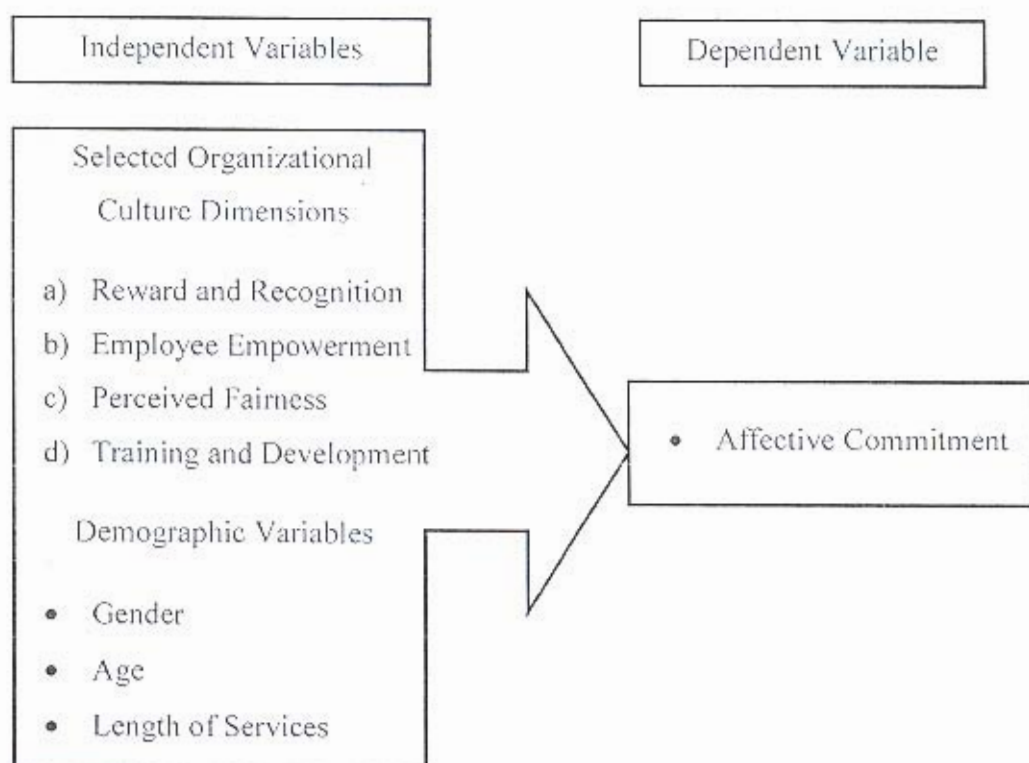 Independent Variables
Dependent Variable
Selected Organizational
Culture Dimensions
a) Reward and Recognition
b) Employee Empowerment
c) Perceived Fairness
d) Training and Development
Demographic Variables
• Gender
• Age
• Length of Services
• Affective Commitment